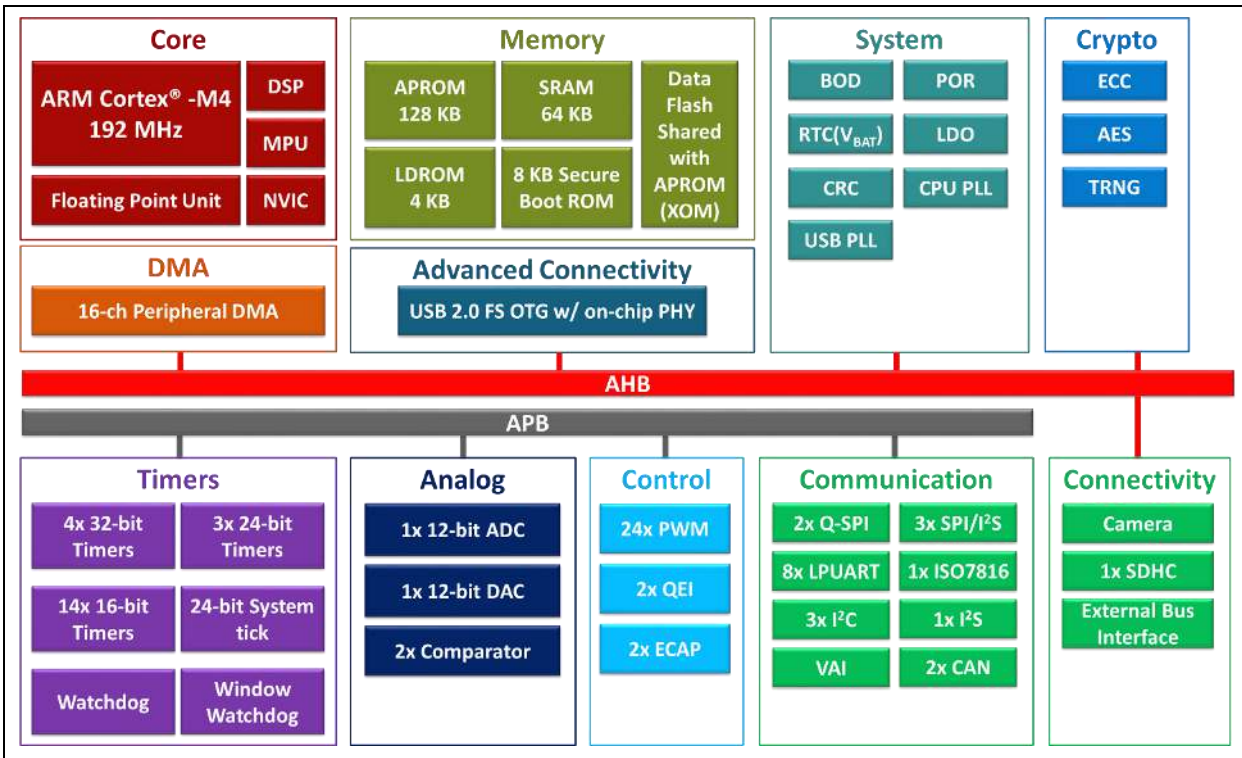 Core
ARM Cortex® -M4
192 MHz
DSP
MPU
Floating Point Unit
NVIC
Memory
APROM
128 KB
SRAM
64 KB
Data
Flash
Shared
with
APROM
(XOM)
LDROM
4 KB
8 KB Secure
Boot ROM
System
BOD
POR
RTC(VBAT)
LDO
CRC
CPU PLL
USB PLL
Crypto
ECC
AES
TRNG
DMA
16-ch Peripheral DMA
Advanced Connectivity
USB 2.0 FS OTG w/ on-chip PHY
AHB
APB
Timers
4x 32-bit
Timers
3x 24-bit
Timers
14x 16-bit
Timers
24-bit System
tick
Watchdog
Window
Watchdog
Analog
1x 12-bit ADC
1x 12-bit DAC
2x Comparator
Control
24x PWM
2x QEI
2x ECAP
Communication
2x Q-SPI
3x SPI/I²S
8x LPUART
1x ISO7816
3x I²C
1x I²S
VAI
2x CAN
Connectivity
Camera
1x SDHC
External Bus
Interface